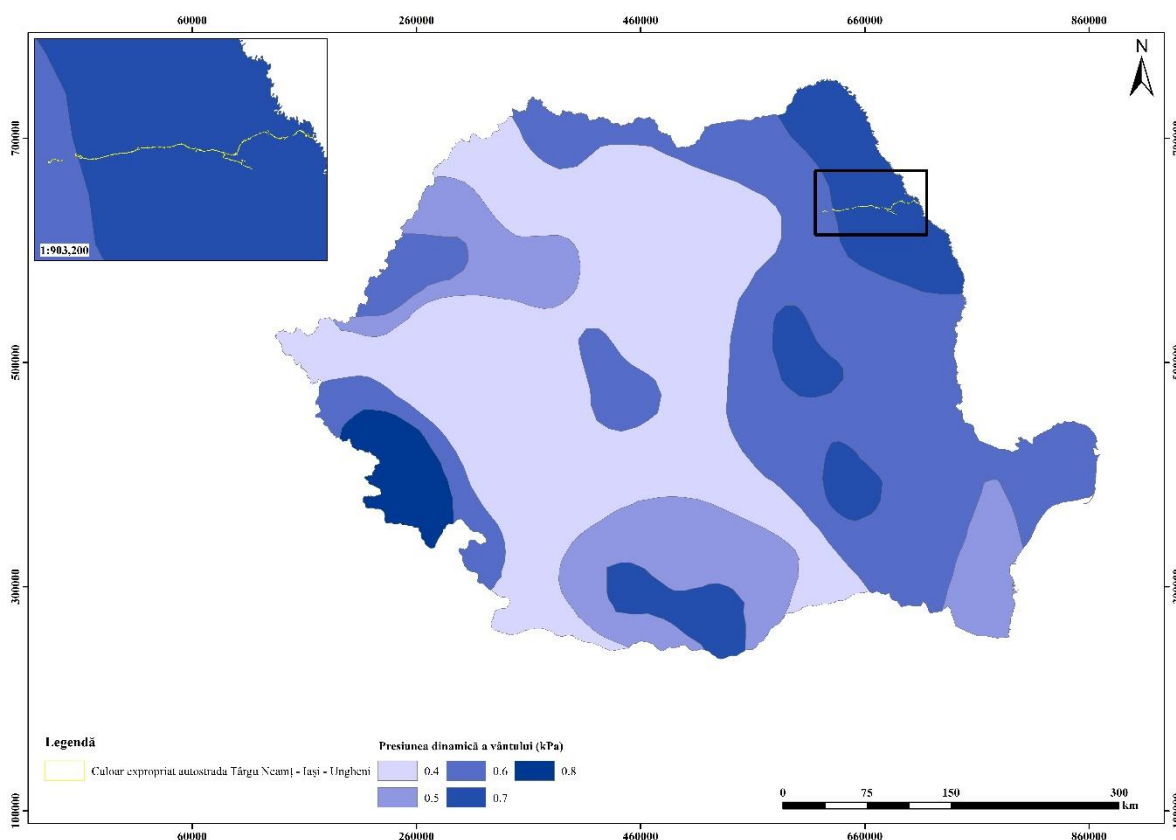 60000 260000 460000 660000 860000
N
700000
500000
300000
100000
1:903,200
Legendă
Culoar expropriat autostrada Târgu Neamț - Iași - Ungheni
Presiunea dinamică a vântului (kPa)
0.4 0.6 0.8
0.5 0.7
0 75 150 300
km
60000 260000 460000 660000 860000